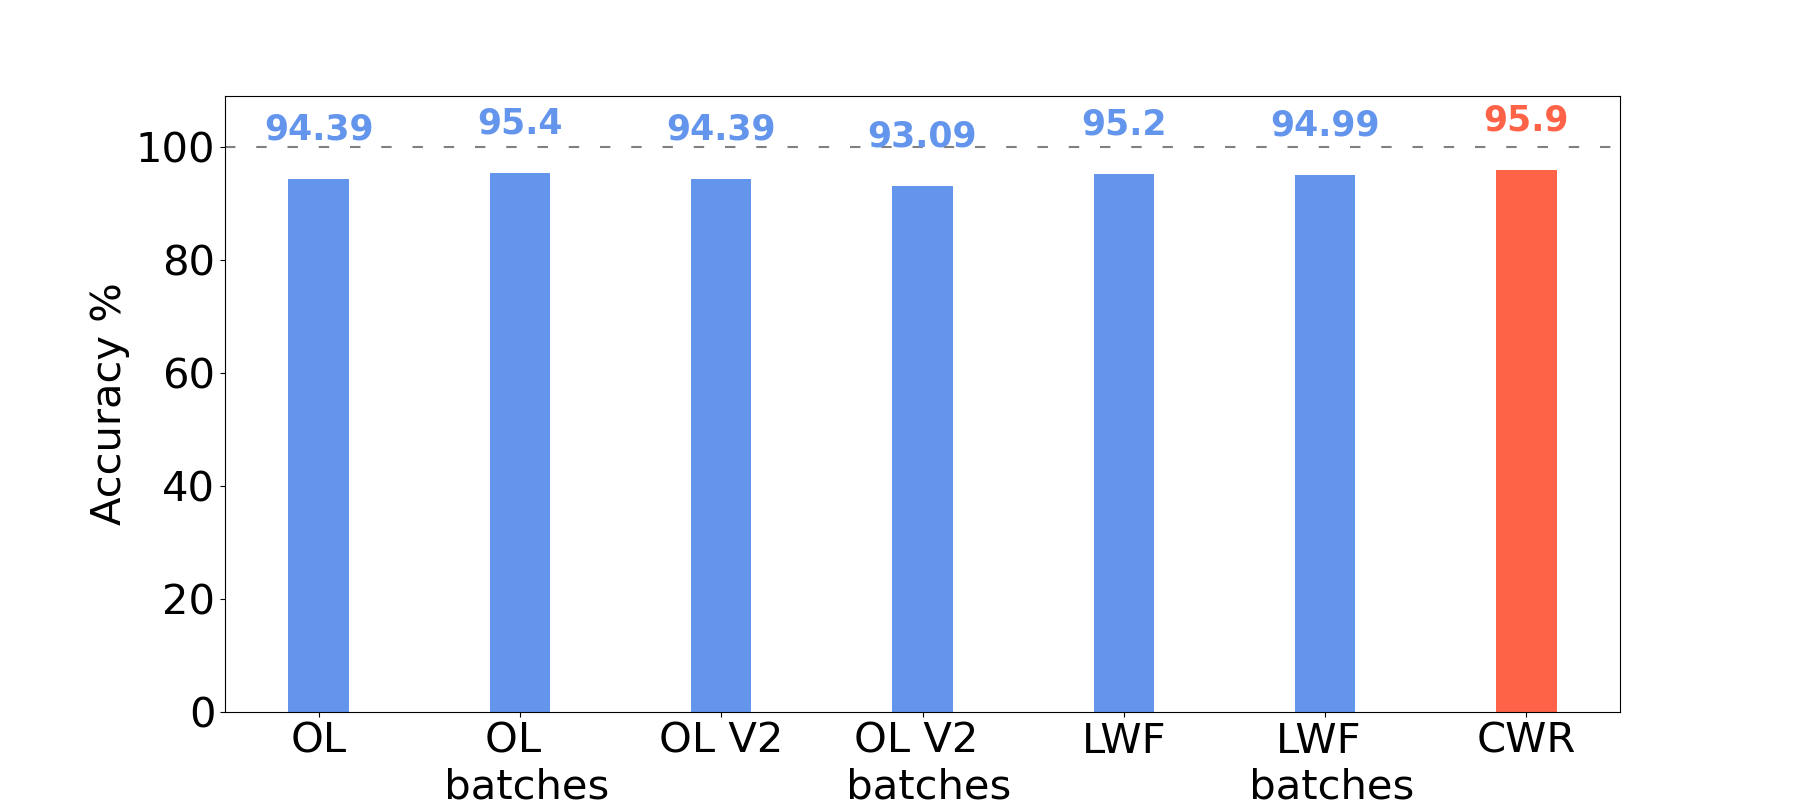 94.39
95.4
94.39
93.09
95.2
94.99
95.9
100
80
60
40
20
0
Accuracy %
OL
OL
batches
OL V2
OL V2
batches
LWF
LWF
batches
CWR